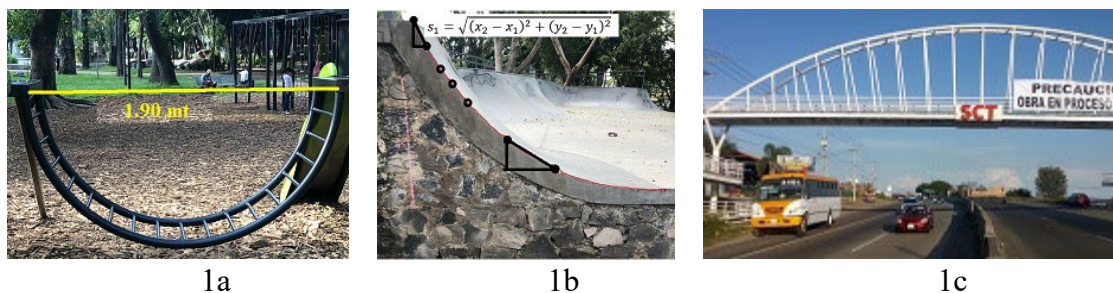 1.90 mt
s₁ = √(x₂ − x₁)² + (y₂ − y₁)²
PRECAUCI
SCT
OBRA EN PROCESO
1a
1b
1c